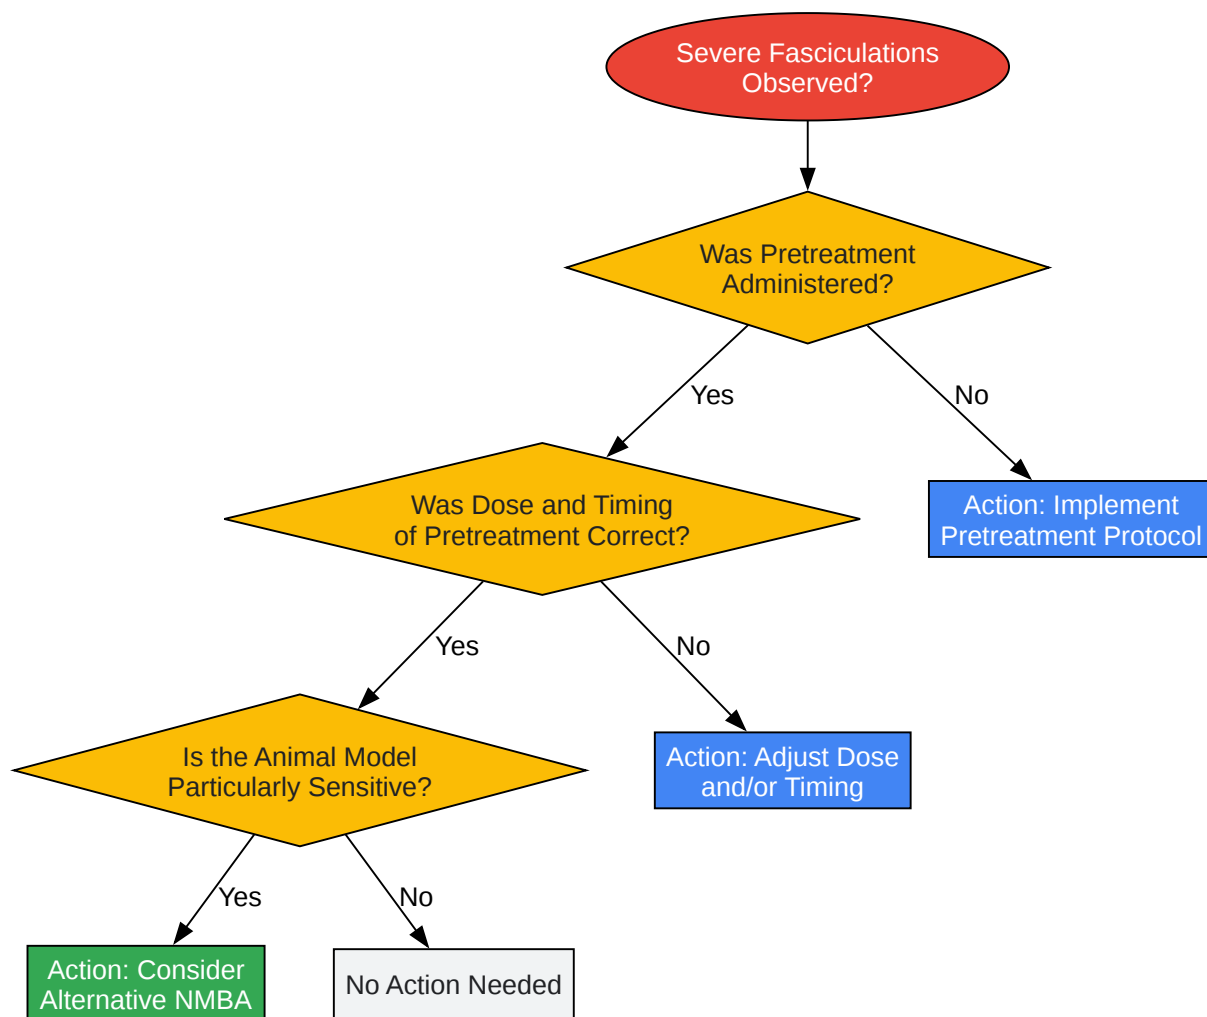 Severe Fasciculations
Observed?
Was Pretreatment
Administered?
Yes
No
Was Dose and Timing
of Pretreatment Correct?
Action: Implement
Pretreatment Protocol
Yes
No
Is the Animal Model
Particularly Sensitive?
Action: Adjust Dose
and/or Timing
Yes
No
Action: Consider
Alternative NMBA
No Action Needed